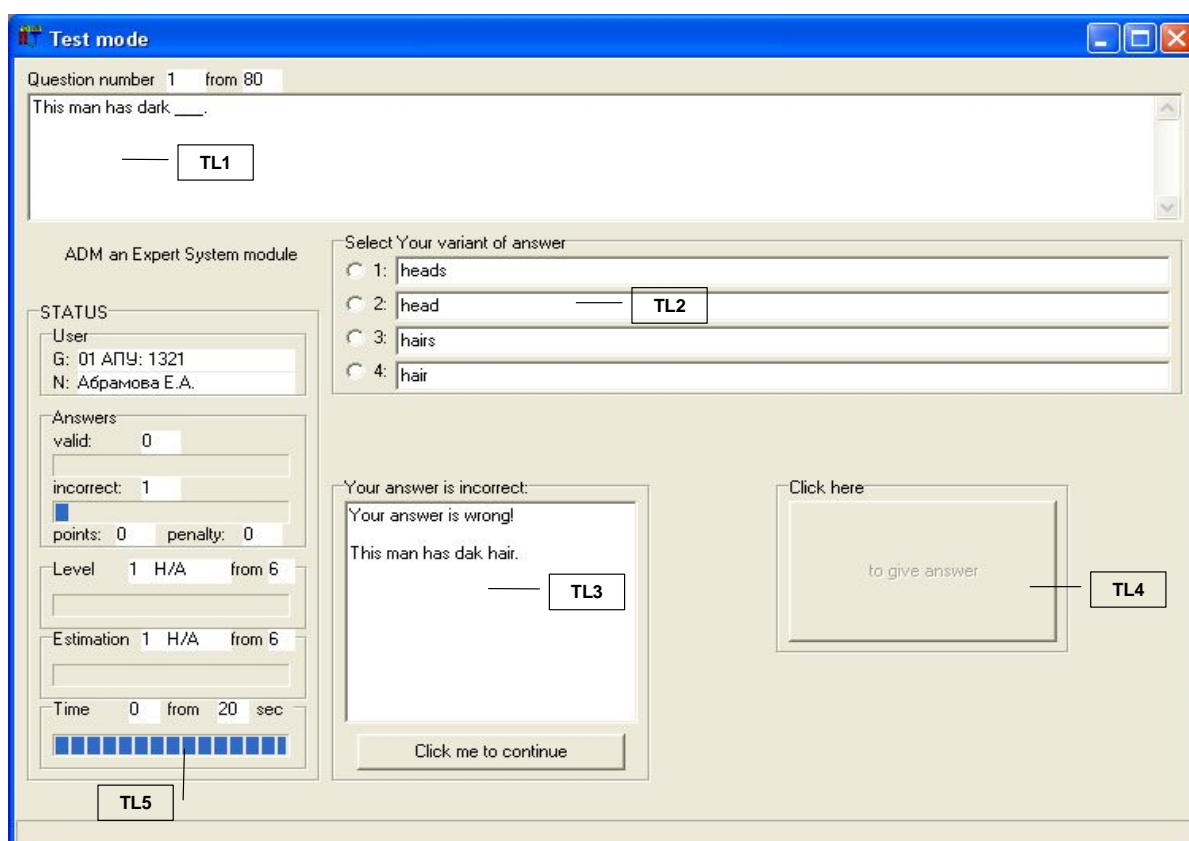 Test mode
Question number 1 from 80
This man has dark ___.
TL1
ADM an Expert System module
Select Your variant of answer
1: heads
2: head
TL2
3: hairs
4: hair
STATUS
User
G: 01 АПУ: 1321
N: Абрамова Е.А.
Answers
valid: 0
incorrect: 1
points: 0 penalty: 0
Level 1 Н/А from 6
Estimation 1 Н/А from 6
Time 0 from 20 sec
TL5
Your answer is incorrect:
Your answer is wrong!
This man has dak hair.
TL3
Click me to continue
Click here
to give answer
TL4